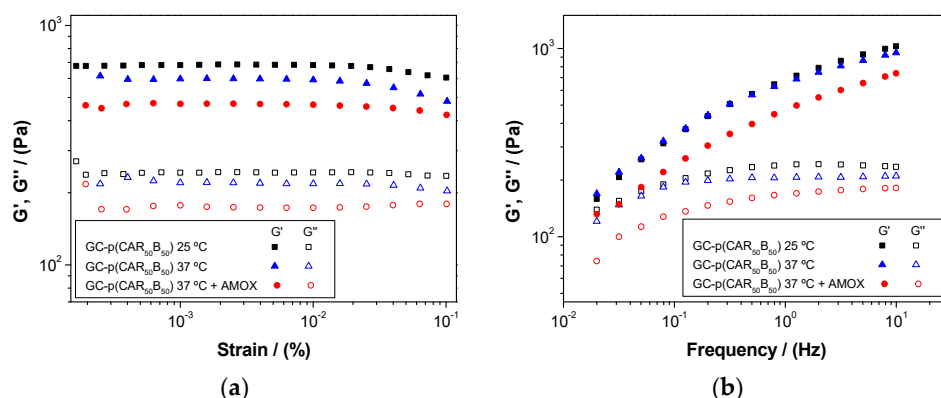 10³
G', G'' / (Pa)
10²
G' G''
GC-p(CAR₅₀B₅₀) 25 ºC
GC-p(CAR₅₀B₅₀) 37 ºC
GC-p(CAR₅₀B₅₀) 37 ºC + AMOX
10⁻³ 10⁻² 10⁻¹
Strain / (%)
(a)
10³
G', G'' / (Pa)
10²
G' G''
GC-p(CAR₅₀B₅₀) 25 ºC
GC-p(CAR₅₀B₅₀) 37 ºC
GC-p(CAR₅₀B₅₀) 37 ºC + AMOX
10⁻² 10⁻¹ 10⁰ 10¹
Frequency / (Hz)
(b)